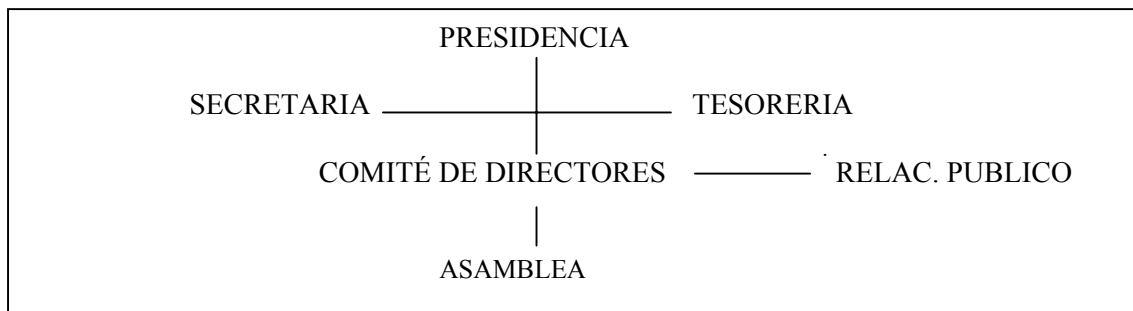 PRESIDENCIA
SECRETARIA TESORERIA
COMITÉ DE DIRECTORES RELAC. PUBLICO
ASAMBLEA